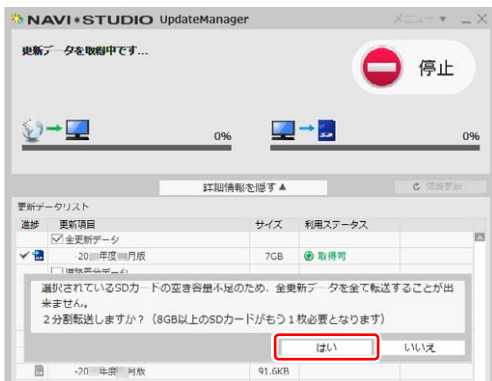 NAVI*STUDIO UpdateManager
メニュー
更新データを取得中です...
停止
0%
0%
詳細情報を隠す▲
情報更新
更新データリスト
進捗 更新項目 サイズ 利用ステータス
全更新データ
-20 年度 月版 7GB 取得可
道路差分データ
選択されているSDカードの空き容量不足のため、全更新データを全て転送することが出
来ません。
2分割転送しますか？（8GB以上のSDカードがもう1枚必要となります）
はい いいえ
-20 年度 月版 91.6KB